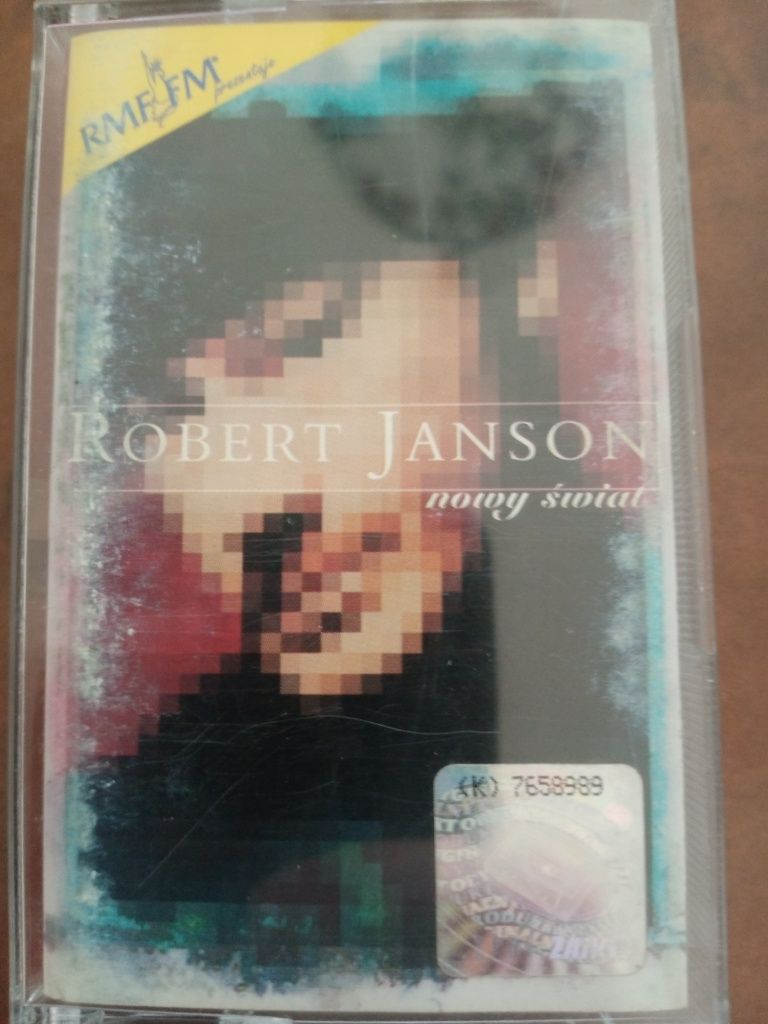 RMF FM
prezentuje
ROBERT JANSON
nowy świat
(K) 7658989